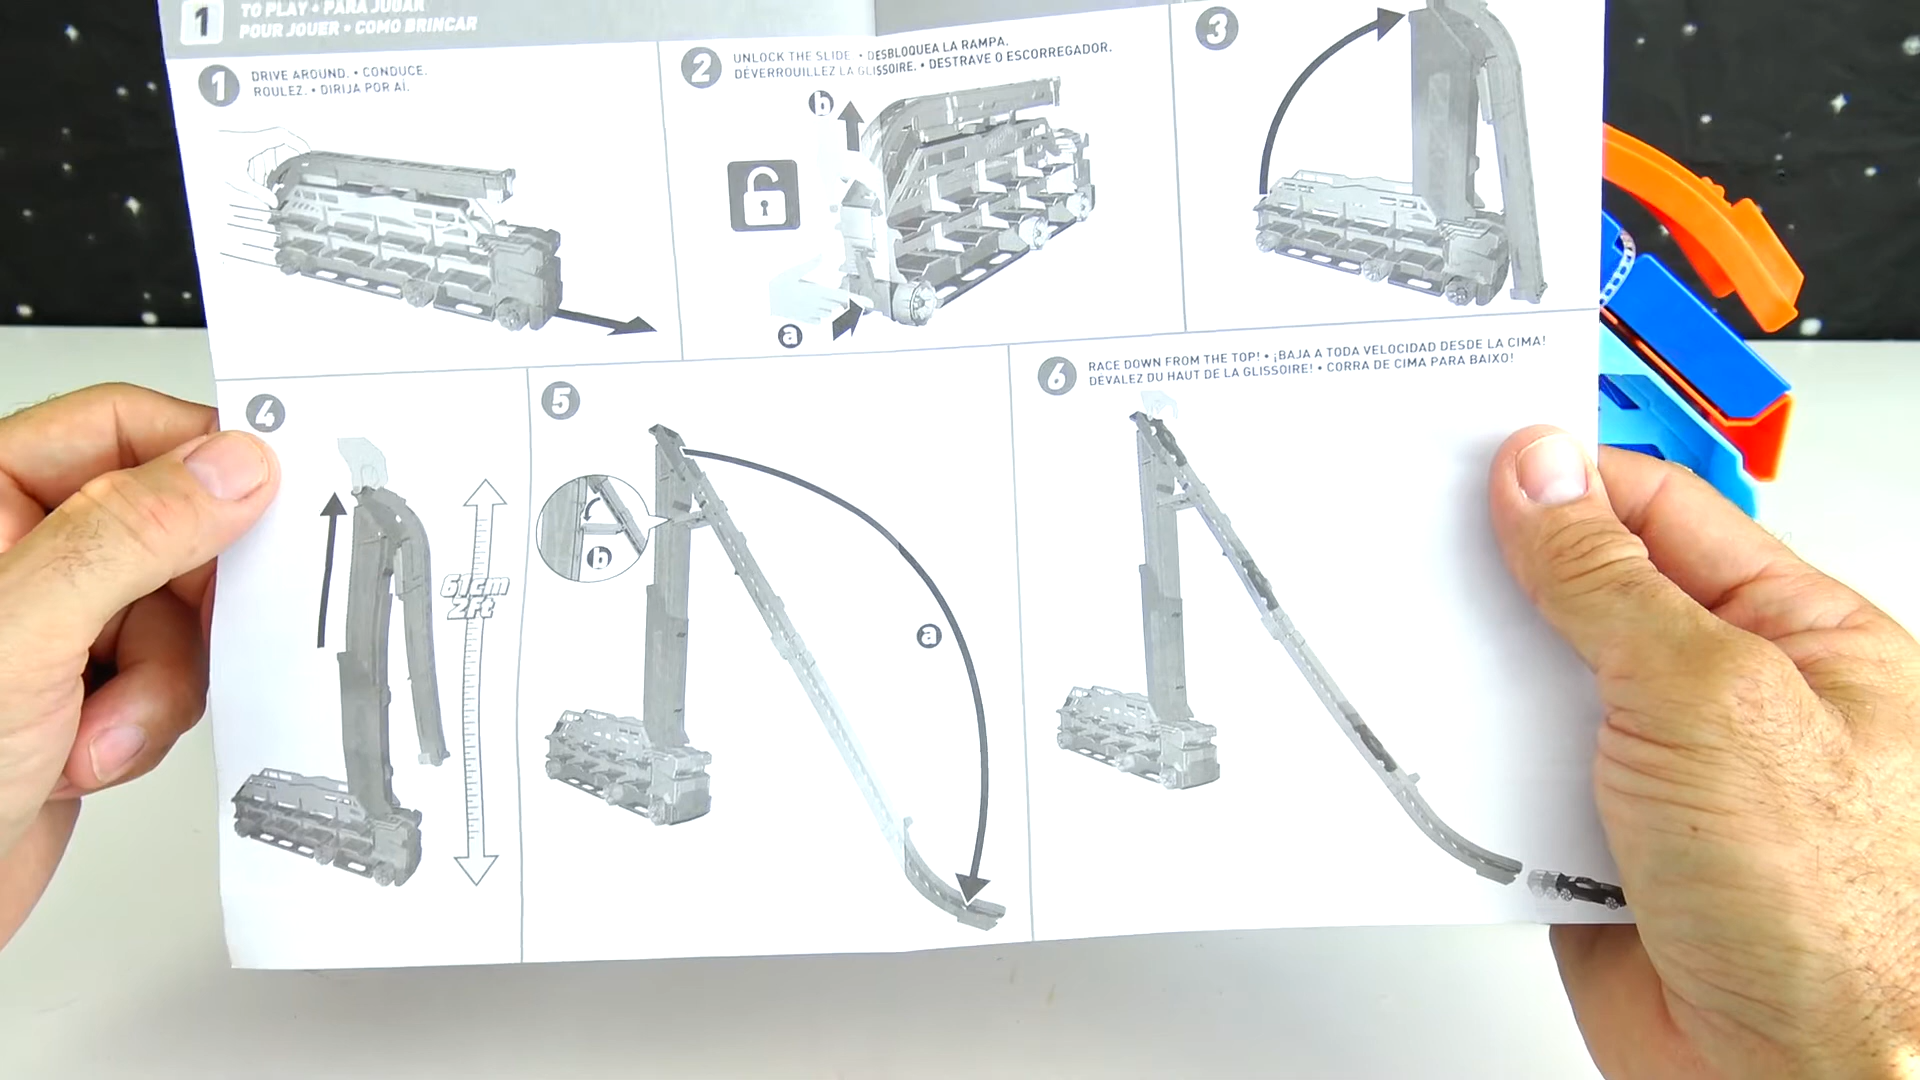 1
TO PLAY • PARA JUGAR
POUR JOUER • COMO BRINCAR
1
DRIVE AROUND. • CONDUCE.
ROULEZ. • DIRIJA POR AÍ.
2
UNLOCK THE SLIDE • DESBLOQUEA LA RAMPA.
DÉVERROUILLEZ LA GLISSOIRE. • DESTRAVE O ESCORREGADOR.
b
a
3
4
61cm
2Ft
5
b
a
6
RACE DOWN FROM THE TOP! • ¡BAJA A TODA VELOCIDAD DESDE LA CIMA!
DÉVALEZ DU HAUT DE LA GLISSOIRE! • CORRA DE CIMA PARA BAIXO!